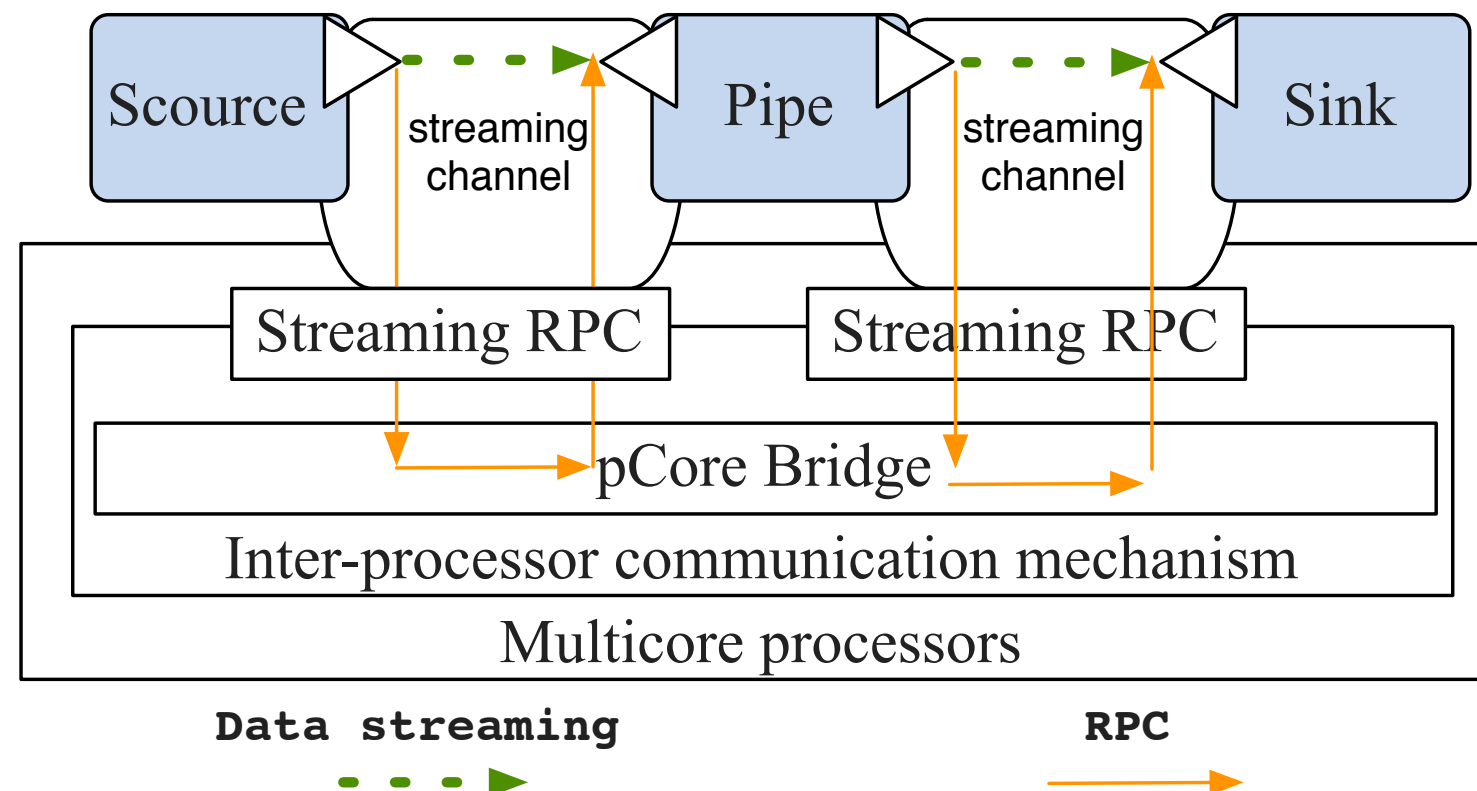 Scource
Pipe
Sink
streaming
channel
streaming
channel
Streaming RPC
Streaming RPC
pCore Bridge
Inter-processor communication mechanism
Multicore processors
Data streaming
RPC